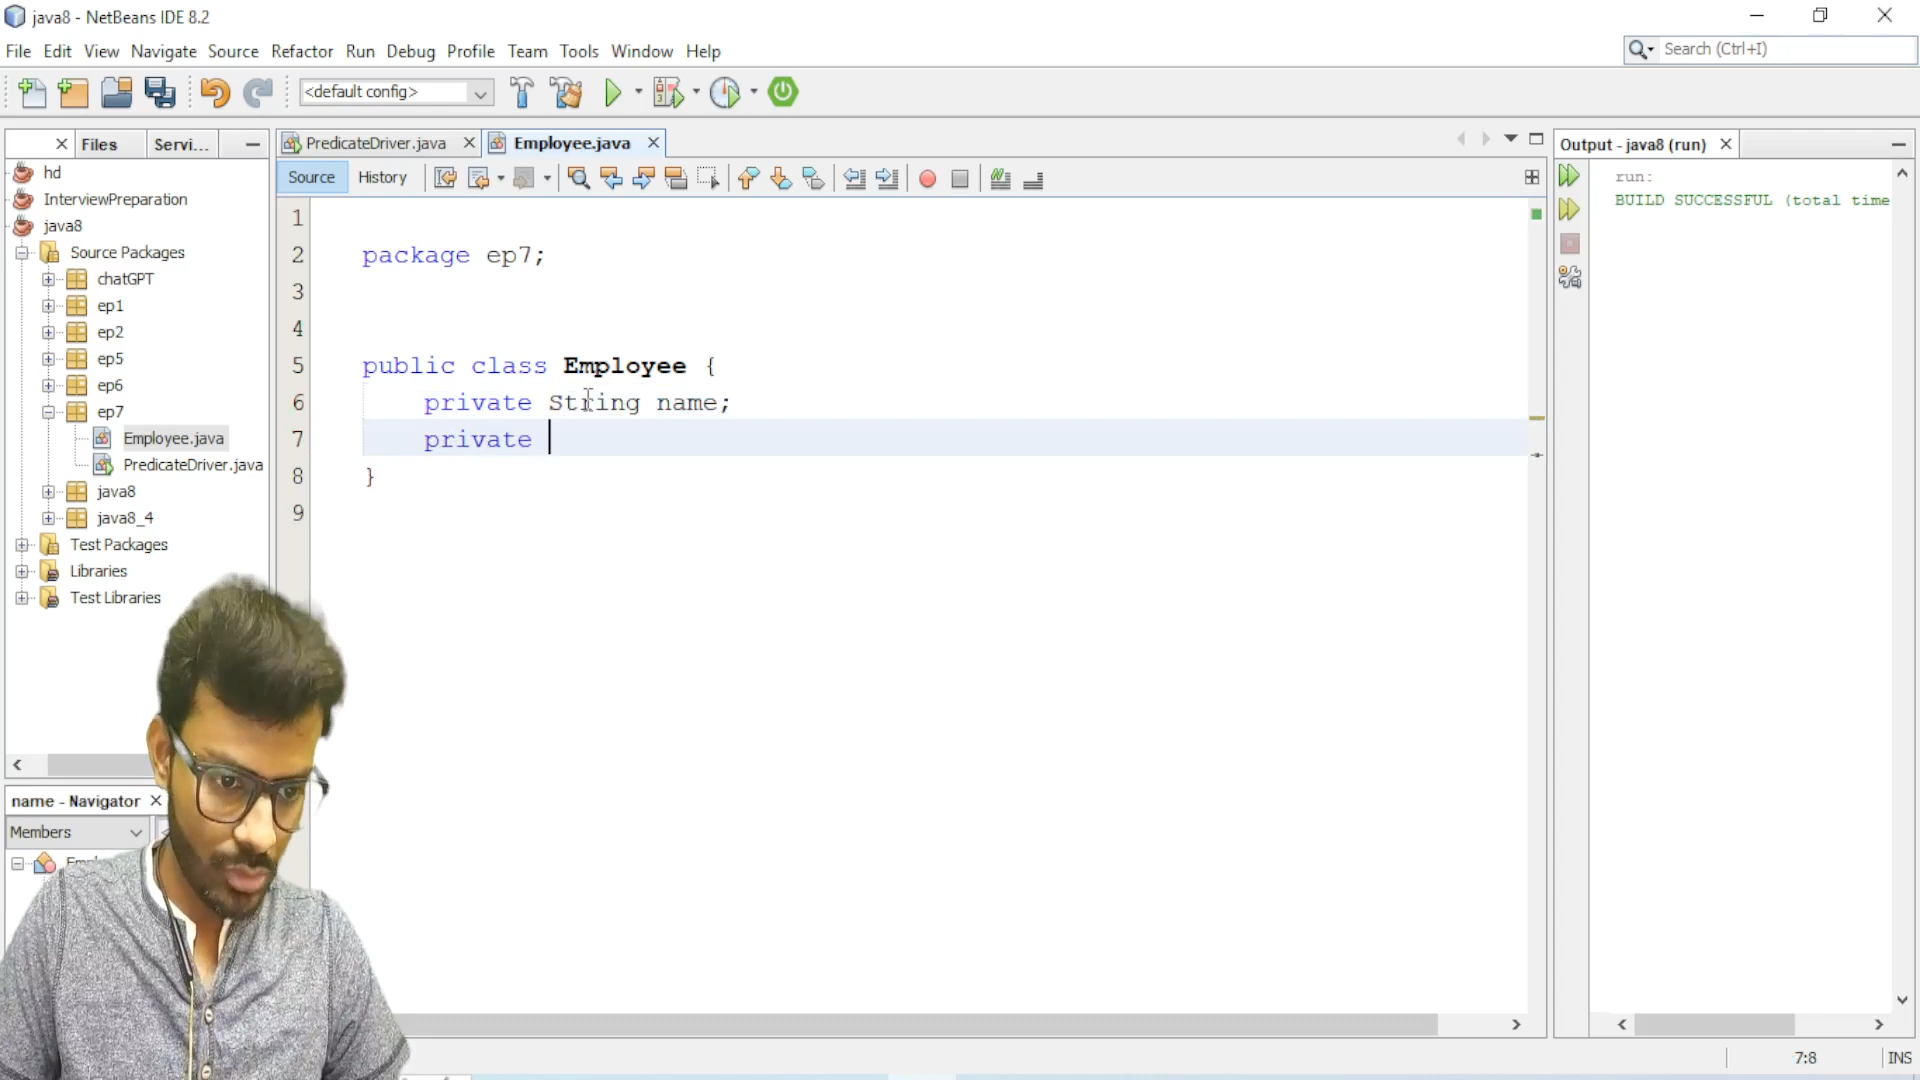 java8 - NetBeans IDE 8.2
File Edit View Navigate Source Refactor Run Debug Profile Team Tools Window Help
Search (Ctrl+I)
<default config>
Files
Servi...
PredicateDriver.java
Employee.java
Output - java8 (run)
Source
History
hd
InterviewPreparation
java8
Source Packages
chatGPT
ep1
ep2
ep5
ep6
ep7
Employee.java
PredicateDriver.java
java8
java8_4
Test Packages
Libraries
Test Libraries
name - Navigator
Members
1
2 package ep7;
3
4
5 public class Employee {
6 private String name;
7 private
8 }
9
run:
BUILD SUCCESSFUL (total time
7:8
INS